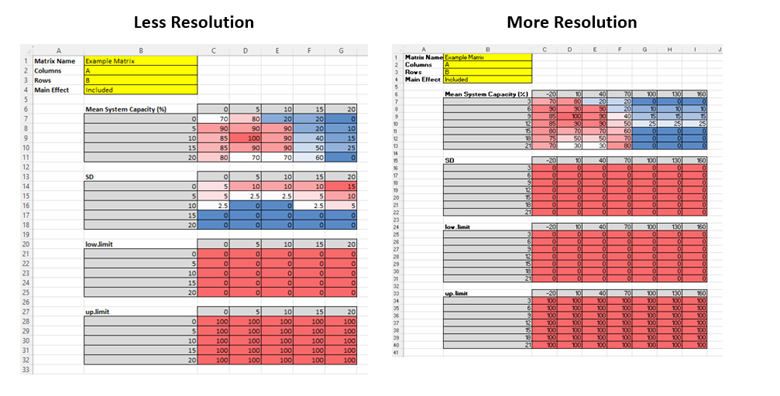 Less Resolution
A B C D E F G
1 Matrix Name Example Matrix
2 Columns A
3 Rows B
4 Main Effect Included
5
6 Mean System Capacity (%) 0 5 10 15 20
7 0 70 80 20 20 0
8 5 90 90 90 20 10
9 10 85 100 90 40 15
10 15 85 90 90 50 25
11 20 80 70 70 60 0
12
13 SD 0 5 10 15 20
14 0 5 10 10 10 15
15 5 5 2.5 2.5 5 10
16 10 2.5 0 0 2.5 5
17 15 0 0 0 0 0
18 20 0 0 0 0 0
19
20 low.limit 0 5 10 15 20
21 0 0 0 0 0 0
22 5 0 0 0 0 0
23 10 0 0 0 0 0
24 15 0 0 0 0 0
25 20 0 0 0 0 0
26
27 up.limit 0 5 10 15 20
28 0 100 100 100 100 100
29 5 100 100 100 100 100
30 10 100 100 100 100 100
31 15 100 100 100 100 100
32 20 100 100 100 100 100
33
More Resolution
A B C D E F G H I J
1 Matrix Name Example Matrix
2 Columns A
3 Rows B
4 Main Effect Included
5
6 Mean System Capacity (%) -20 10 40 70 100 130 160
7 3 70 80 20 20 0 0 0
8 6 90 90 90 20 10 10 10
9 9 85 100 90 40 15 15 15
10 12 85 90 90 50 25 25 25
11 15 80 70 70 60 0 0 0
12 18 75 50 50 70 0 0 0
13 21 70 30 30 80 0 0 0
14
15 SD -20 10 40 70 100 130 160
16 3 0 0 0 0 0 0 0
17 6 0 0 0 0 0 0 0
18 9 0 0 0 0 0 0 0
19 12 0 0 0 0 0 0 0
20 15 0 0 0 0 0 0 0
21 18 0 0 0 0 0 0 0
22 21 0 0 0 0 0 0 0
23
24 low.limit -20 10 40 70 100 130 160
25 3 0 0 0 0 0 0 0
26 6 0 0 0 0 0 0 0
27 9 0 0 0 0 0 0 0
28 12 0 0 0 0 0 0 0
29 15 0 0 0 0 0 0 0
30 18 0 0 0 0 0 0 0
31 21 0 0 0 0 0 0 0
32
33 up.limit -20 10 40 70 100 130 160
34 3 100 100 100 100 100 100 100
35 6 100 100 100 100 100 100 100
36 9 100 100 100 100 100 100 100
37 12 100 100 100 100 100 100 100
38 15 100 100 100 100 100 100 100
39 18 100 100 100 100 100 100 100
40 21 100 100 100 100 100 100 100
41